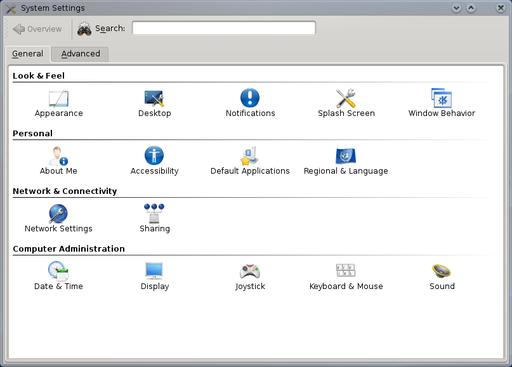 System Settings
Overview Search:
General Advanced
Look & Feel
Appearance Desktop Notifications Splash Screen Window Behavior
Personal
About Me Accessibility Default Applications Regional & Language
Network & Connectivity
Network Settings Sharing
Computer Administration
Date & Time Display Joystick Keyboard & Mouse Sound